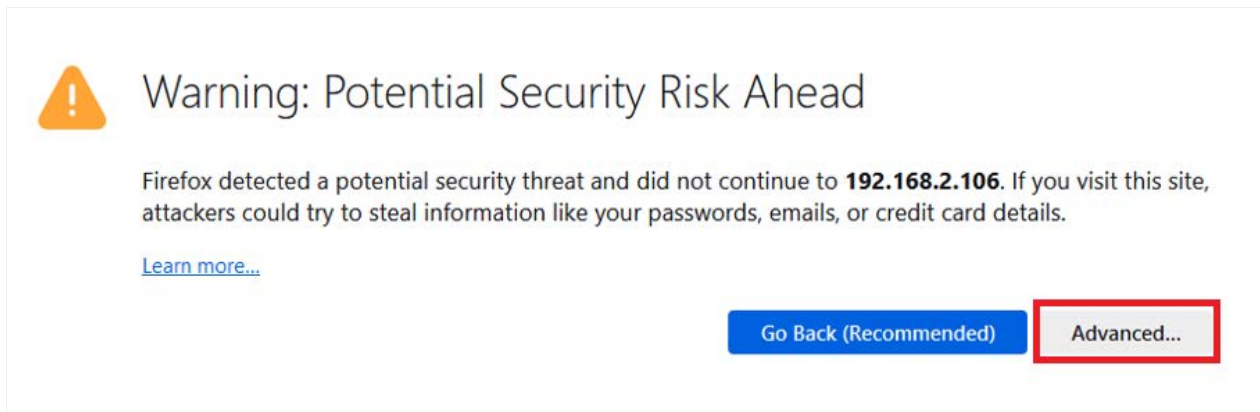 Warning: Potential Security Risk Ahead
Firefox detected a potential security threat and did not continue to 192.168.2.106. If you visit this site,
attackers could try to steal information like your passwords, emails, or credit card details.
Learn more...
Go Back (Recommended)
Advanced...